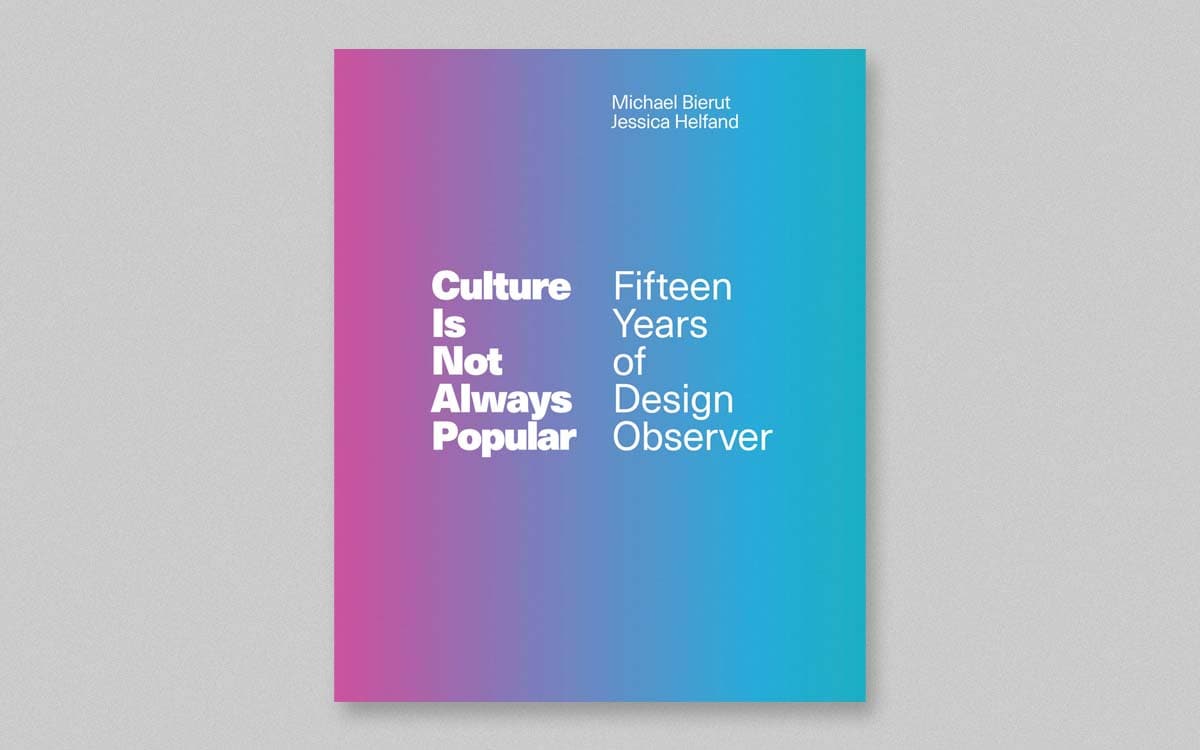 Michael Bierut
Jessica Helfand
Culture
Is
Not
Always
Popular
Fifteen
Years
of
Design
Observer